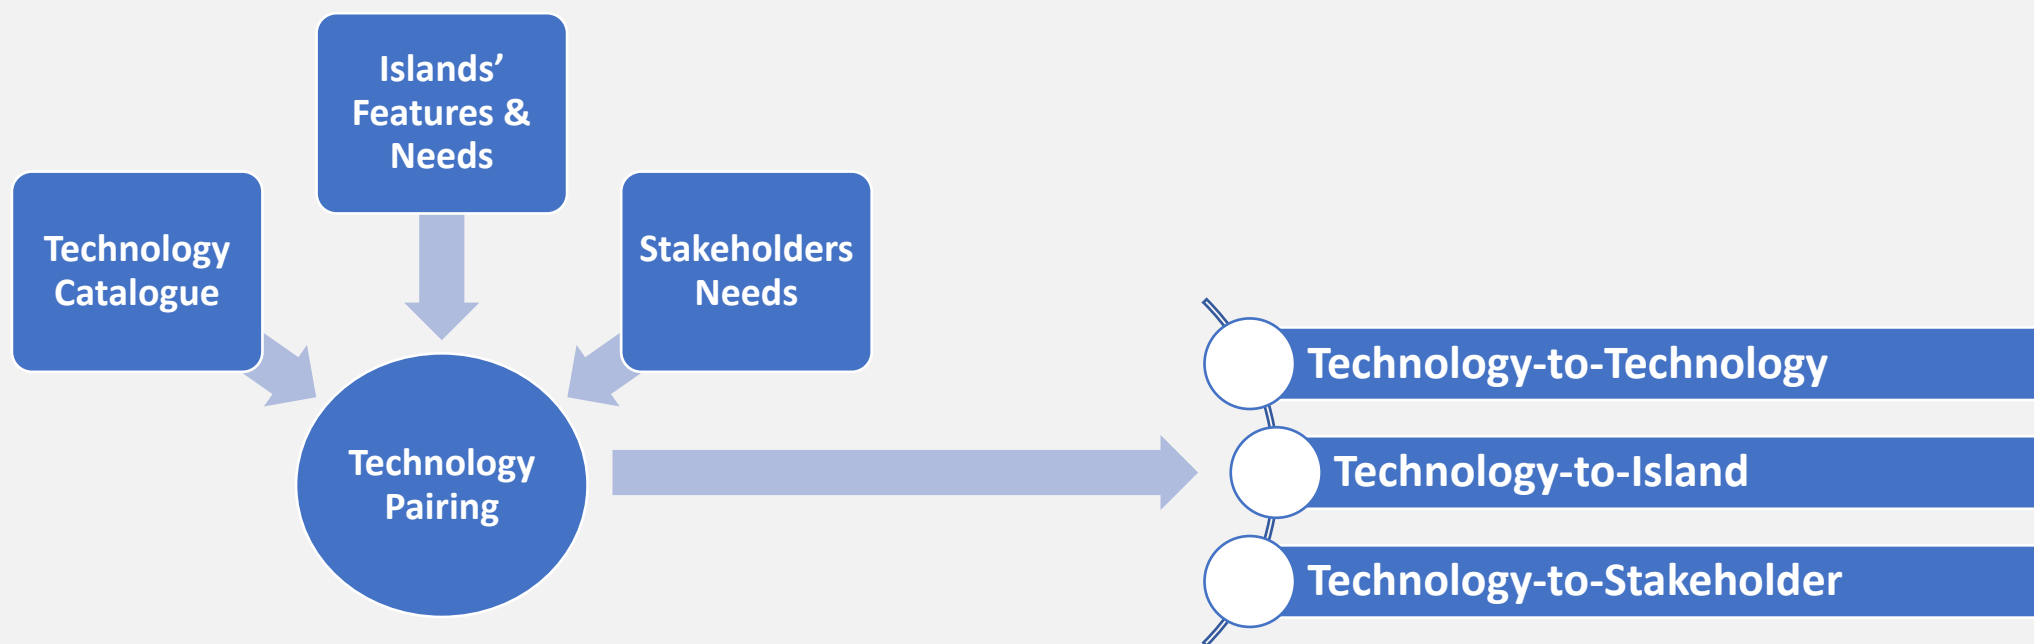 Islands’
Features &
Needs
Technology
Catalogue
Stakeholders
Needs
Technology
Pairing
Technology-to-Technology
Technology-to-Island
Technology-to-Stakeholder